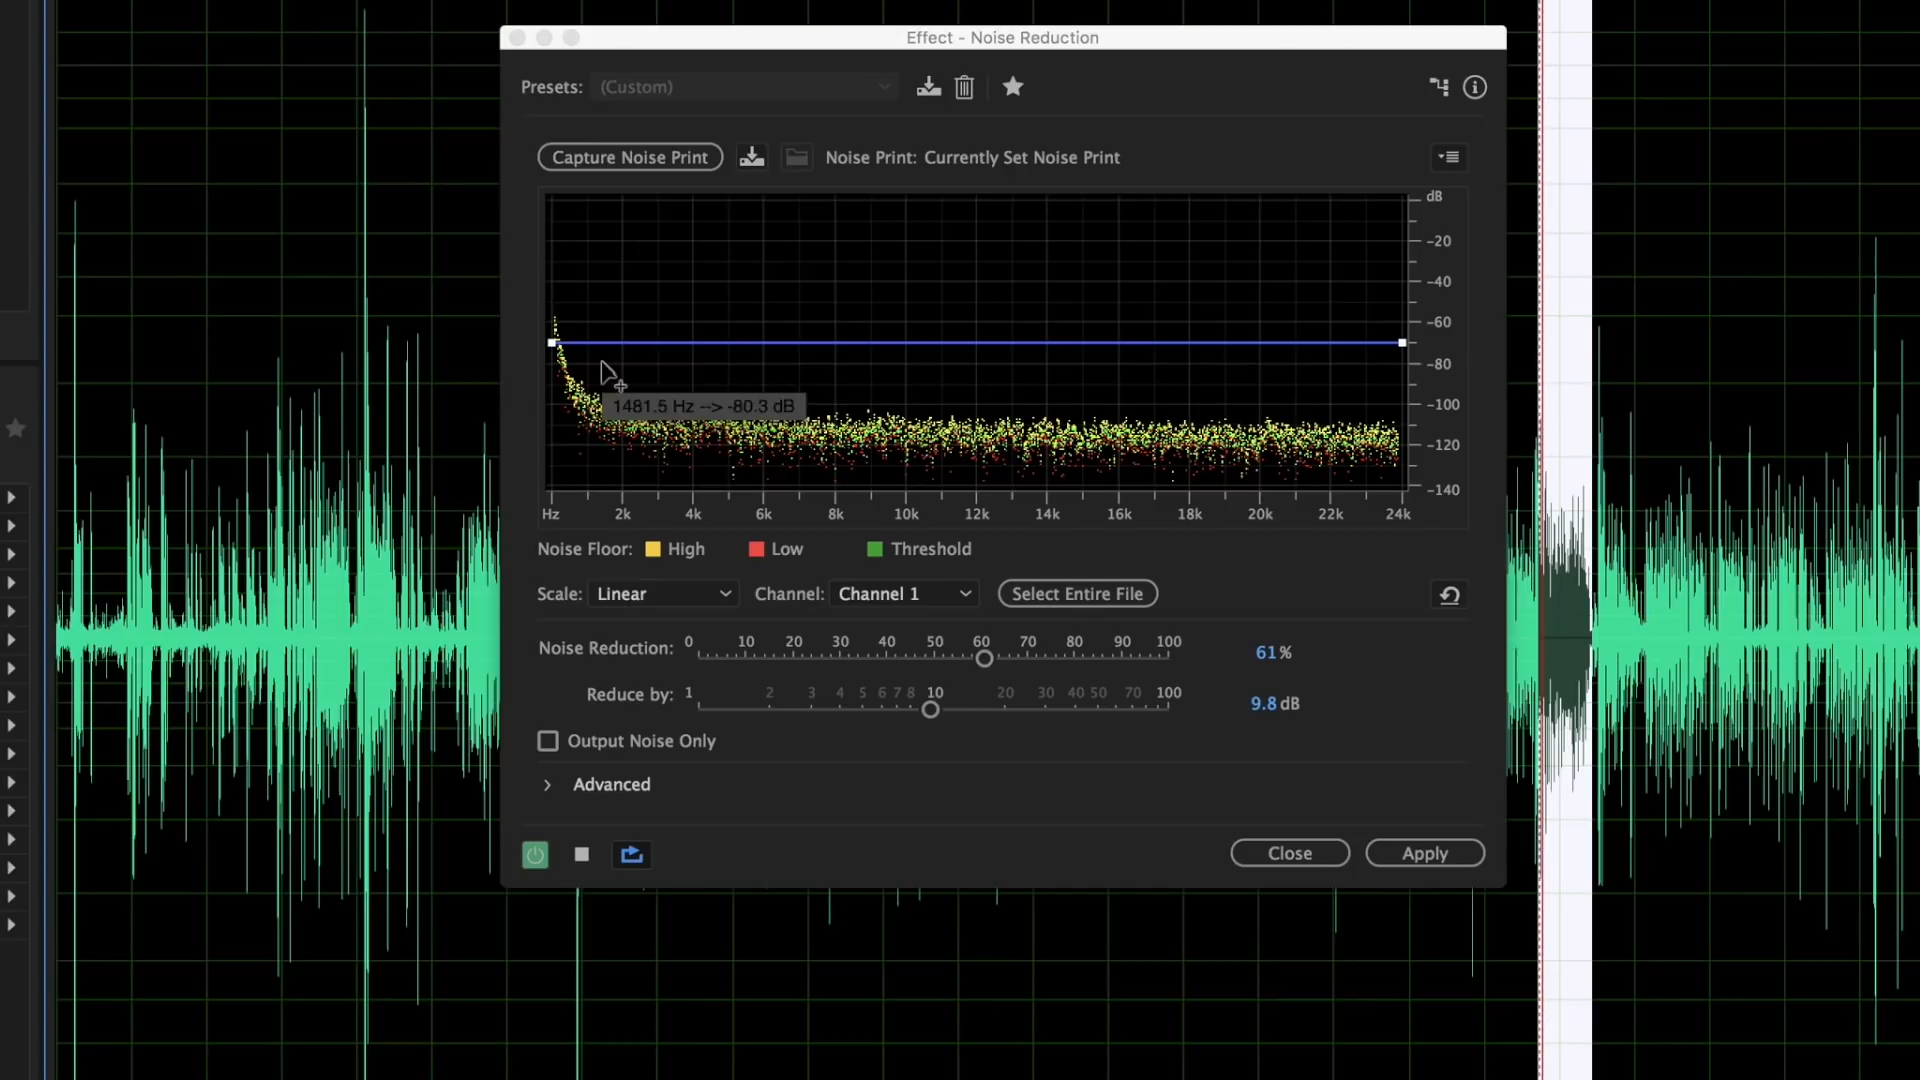 Effect - Noise Reduction
Presets: (Custom)
Capture Noise Print Noise Print: Currently Set Noise Print
dB
-20
-40
-60
-80
-100
-120
-140
1481.5 Hz --> -80.3 dB
Hz 2k 4k 6k 8k 10k 12k 14k 16k 18k 20k 22k 24k
Noise Floor: High Low Threshold
Scale: Linear Channel: Channel 1 Select Entire File
Noise Reduction: 0 10 20 30 40 50 60 70 80 90 100 61%
Reduce by: 1 2 3 4 5 6 7 8 10 20 30 40 50 70 100 9.8 dB
Output Noise Only
Advanced
Close Apply